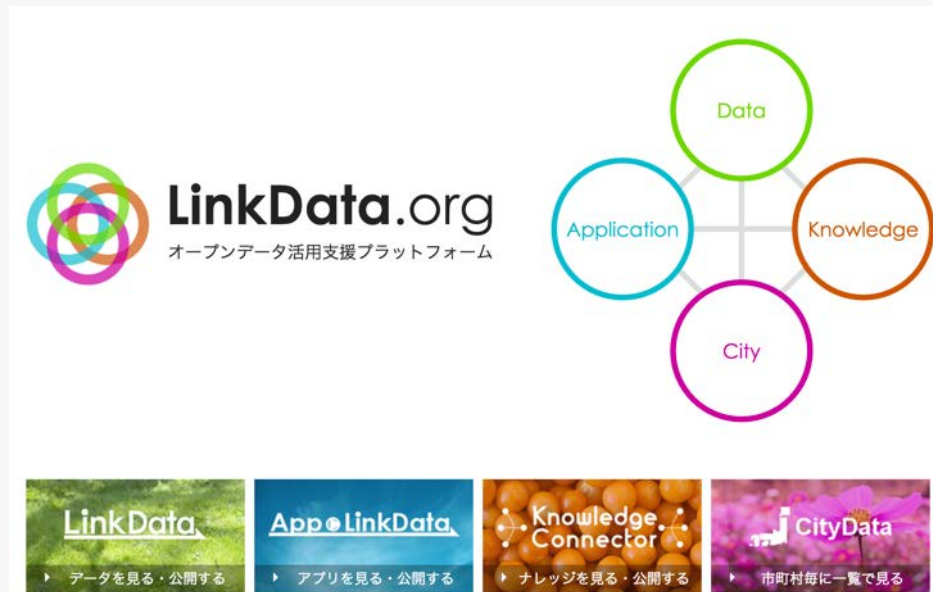 LinkData.org
オープンデータ活用支援プラットフォーム
Data
Application
Knowledge
City
LinkData
データを見る・公開する
App LinkData
アプリを見る・公開する
Knowledge
Connector
ナレッジを見る・公開する
CityData
市町村毎に一覧で見る